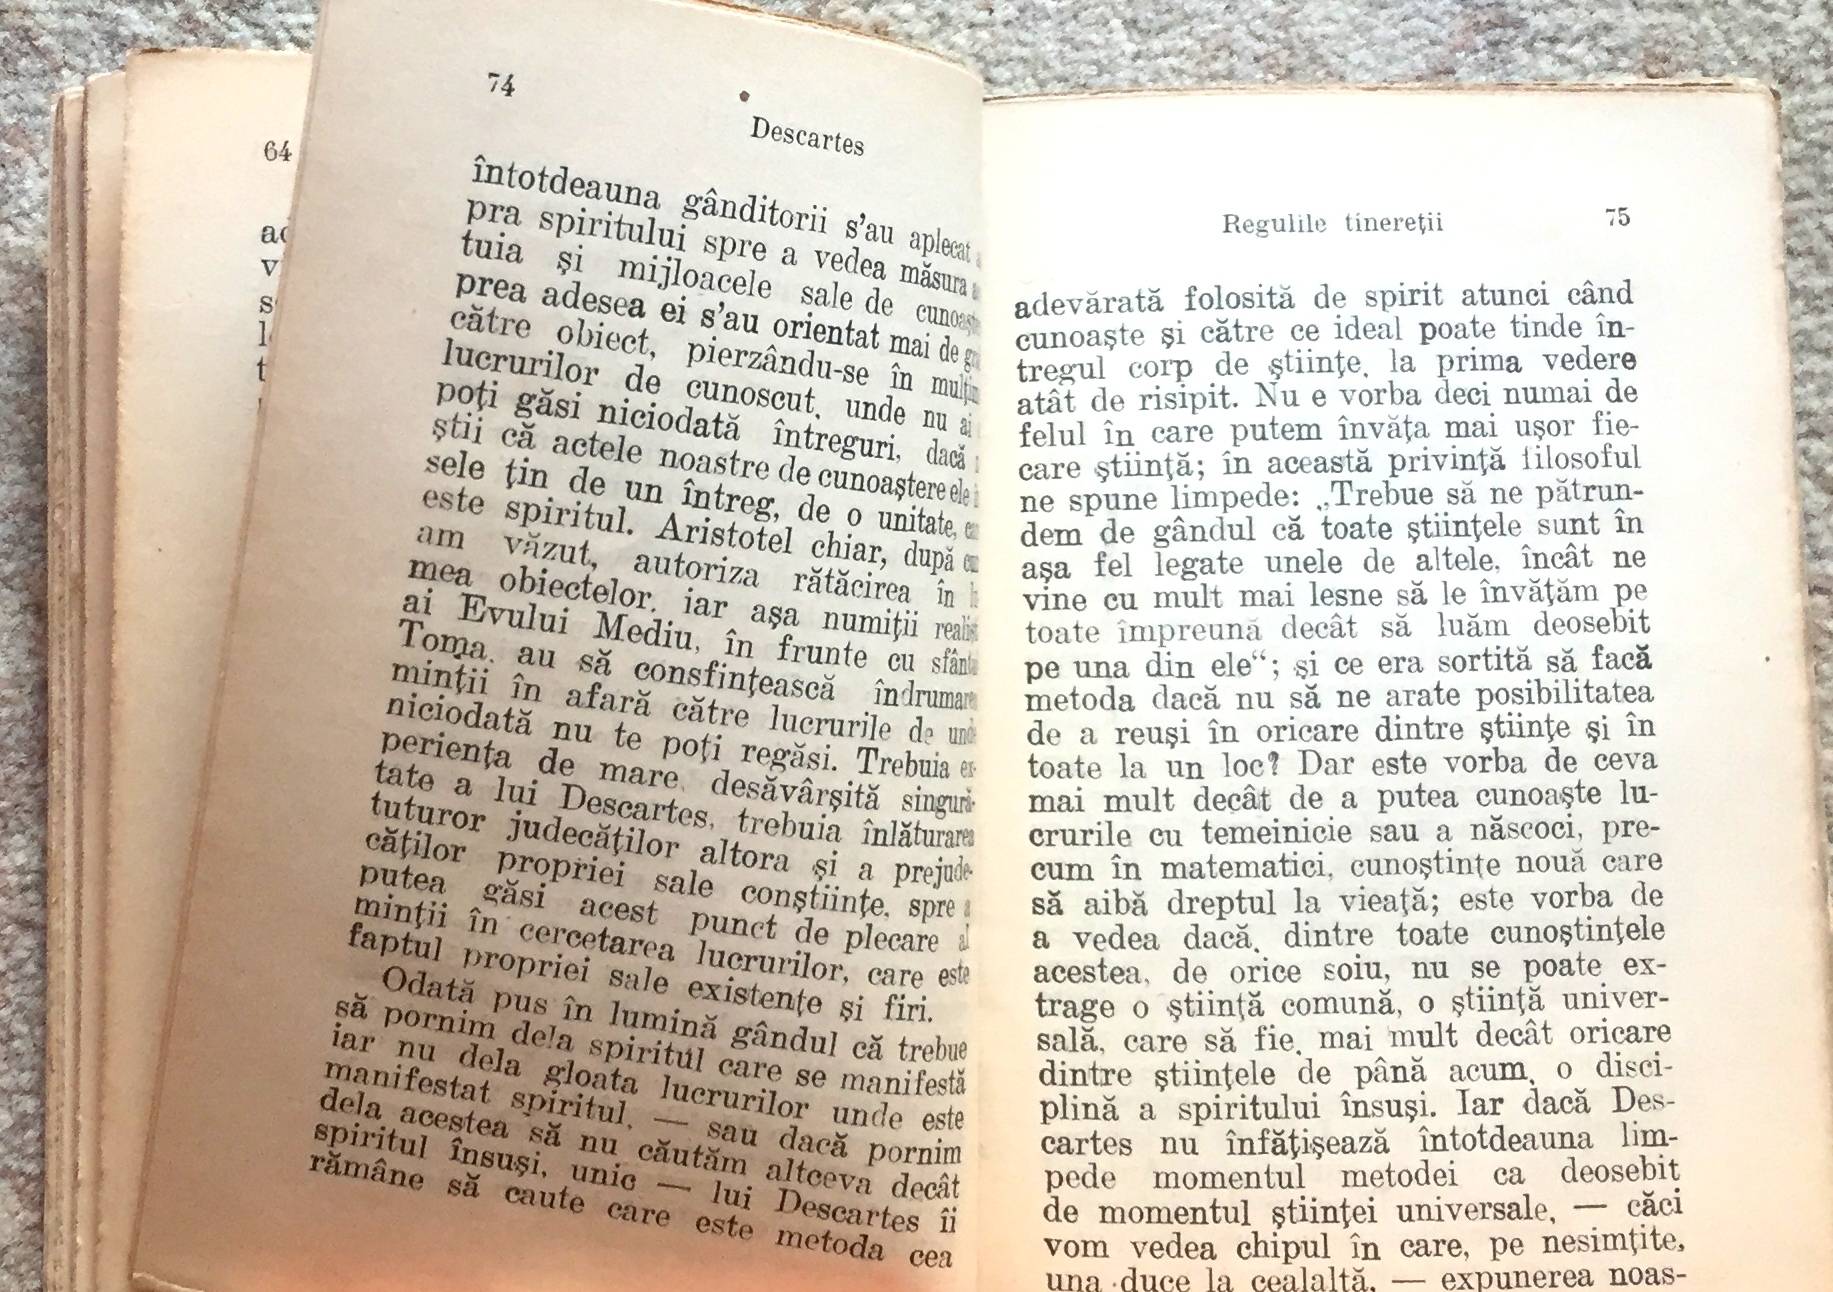 64
74
Descartes
întotdeauna gânditorii s'au aplecat
pra spiritului spre a vedea măsura
tuia și mijloacele sale de
prea adesea ei s'au orientat mai de
către obiect, pierzându-se în
lucrurilor de cunoscut, unde nu ai
poți găsi niciodată întreguri, dacă
știi că actele noastre de cunoaștere ele
sele țin de un întreg, de o unitate,
este spiritul. Aristotel chiar, după
am văzut, autoriza rătăcirea în
mea obiectelor, iar așa numiții
ai Evului Mediu, în frunte cu
Toma, au să consfințească
minții în afară către lucrurile de
niciodată nu te poți regăsi. Trebuia ex-
periența de mare, desăvârșită singură-
tate a lui Descartes, trebuia înlăturarea
tuturor judecăților altora și a prejude-
căților propriei sale conștiințe, spre a
putea găsi acest punct de plecare al
minții în cercetarea lucrurilor, care este
faptul propriei sale existențe și firi.
Odată pus în lumină gândul că trebue
să pornim dela spiritul care se manifestă
iar nu dela gloata lucrurilor unde este
manifestat spiritul, — sau dacă pornim
dela acestea să nu căutăm altceva decât
spiritul însuși, unic — lui Descartes îi
rămâne să caute care este metoda cea
Regulile tinereții 75
adevărată folosită de spirit atunci când
cunoaște și către ce ideal poate tinde în-
tregul corp de științe, la prima vedere
atât de risipit. Nu e vorba deci numai de
felul în care putem învăța mai ușor fie-
care știință; în această privință filosoful
ne spune limpede: „Trebue să ne pătrun-
dem de gândul că toate științele sunt în
așa fel legate unele de altele, încât ne
vine cu mult mai lesne să le învățăm pe
toate împreună decât să luăm deosebit
pe una din ele“; și ce era sortită să facă
metoda dacă nu să ne arate posibilitatea
de a reuși în oricare dintre științe și în
toate la un loc? Dar este vorba de ceva
mai mult decât de a putea cunoaște lu-
crurile cu temeinicie sau a născoci, pre-
cum în matematici, cunoștințe nouă care
să aibă dreptul la vieață; este vorba de
a vedea dacă, dintre toate cunoștințele
acestea, de orice soiu, nu se poate ex-
trage o știință comună, o știință univer-
sală, care să fie, mai mult decât oricare
dintre științele de până acum, o disci-
plină a spiritului însuși. Iar dacă Des-
cartes nu înfățișează întotdeauna lim-
pede momentul metodei ca deosebit
de momentul științei universale, — căci
vom vedea chipul în care, pe nesimțite,
una duce la cealaltă, — expunerea noas-